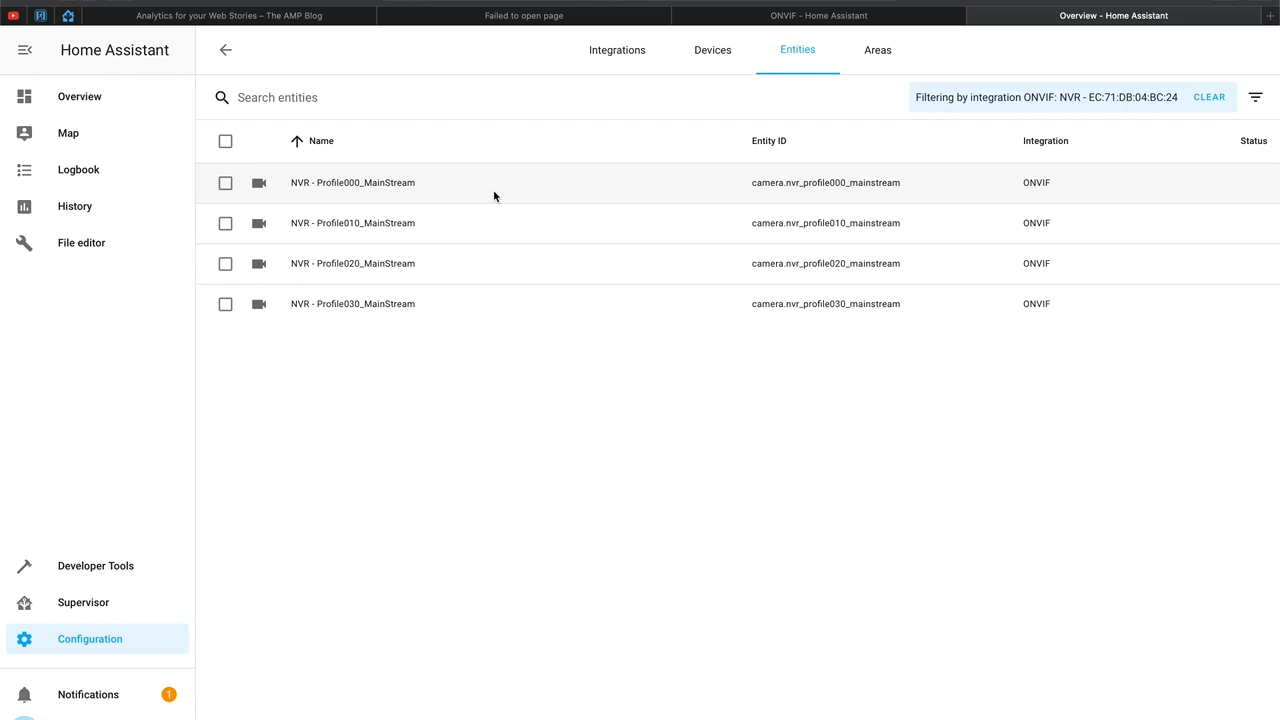 Analytics for your Web Stories – The AMP Blog
Failed to open page
ONVIF - Home Assistant
Overview - Home Assistant
Home Assistant
Integrations
Devices
Entities
Areas
Overview
Map
Logbook
History
File editor
Search entities
Filtering by integration ONVIF: NVR - EC:71:DB:04:BC:24
CLEAR
Name
Entity ID
Integration
Status
NVR - Profile000_MainStream
camera.nvr_profile000_mainstream
ONVIF
NVR - Profile010_MainStream
camera.nvr_profile010_mainstream
ONVIF
NVR - Profile020_MainStream
camera.nvr_profile020_mainstream
ONVIF
NVR - Profile030_MainStream
camera.nvr_profile030_mainstream
ONVIF
Developer Tools
Supervisor
Configuration
Notifications
1